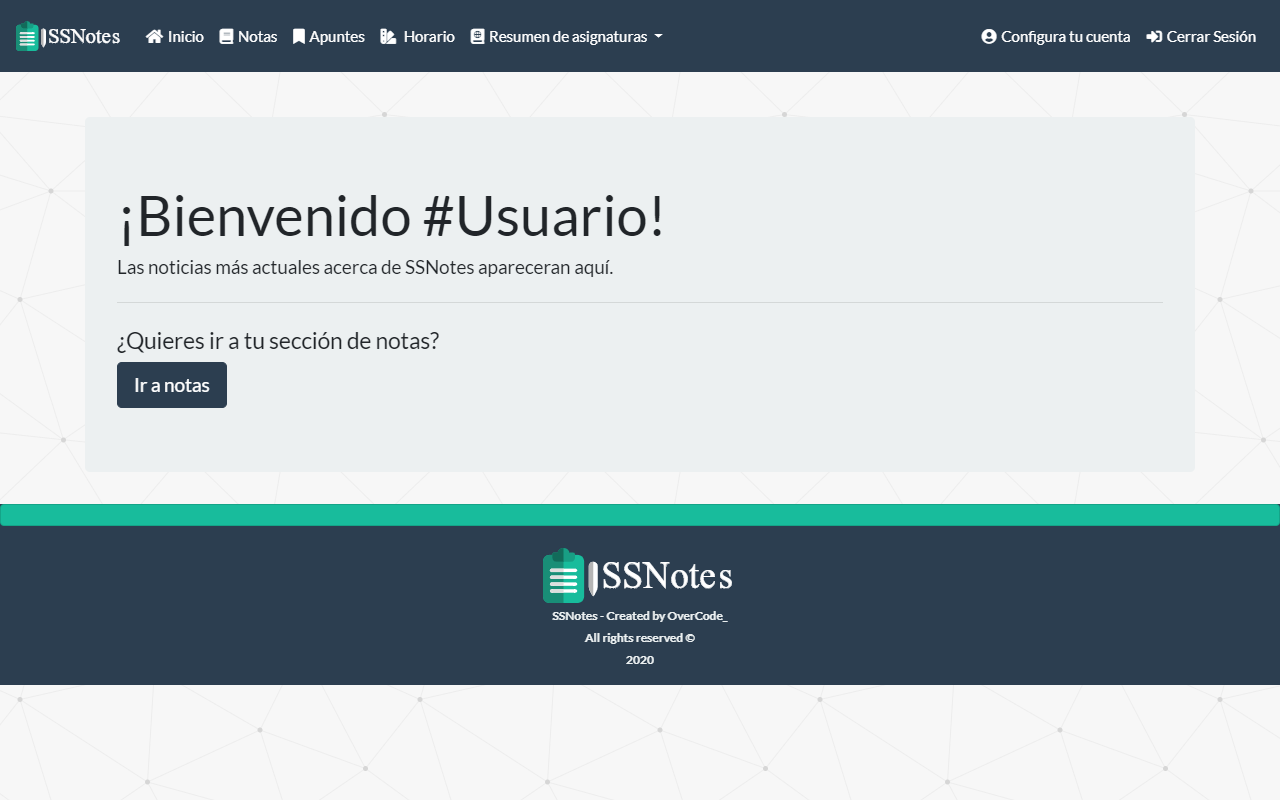 SSNotes
Inicio
Notas
Apuntes
Horario
Resumen de asignaturas
Configura tu cuenta
Cerrar Sesión
¡Bienvenido #Usuario!
Las noticias más actuales acerca de SSNotes apareceran aquí.
¿Quieres ir a tu sección de notas?
Ir a notas
SSNotes
SSNotes - Created by OverCode_
All rights reserved ©
2020